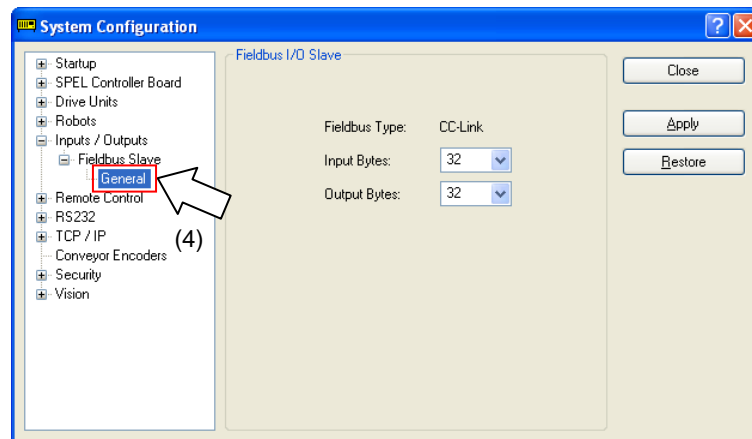 System Configuration
Startup
SPEL Controller Board
Drive Units
Robots
Inputs / Outputs
Fieldbus Slave
General
Remote Control
RS232
TCP / IP
Conveyor Encoders
Security
Vision
(4)
Fieldbus I/O Slave
Fieldbus Type: CC-Link
Input Bytes: 32
Output Bytes: 32
Close
Apply
Restore